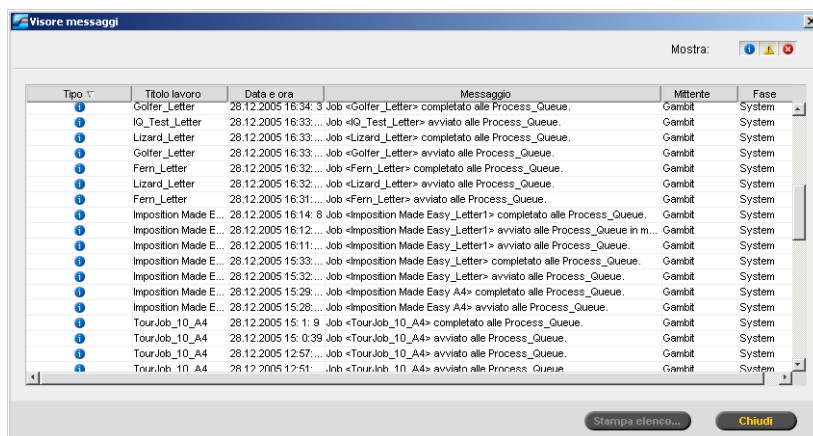 Visore messaggi
Mostra:
Tipo Titolo lavoro Data e ora Messaggio Mittente Fase
Golfer_Letter 28.12.2005 16:34: 3 Job <Golfer_Letter> completato alle Process_Queue. Gambit System
IQ_Test_Letter 28.12.2005 16:33:... Job <IQ_Test_Letter> avviato alle Process_Queue. Gambit System
Lizard_Letter 28.12.2005 16:33:... Job <Lizard_Letter> completato alle Process_Queue. Gambit System
Golfer_Letter 28.12.2005 16:33:... Job <Golfer_Letter> avviato alle Process_Queue. Gambit System
Fern_Letter 28.12.2005 16:32:... Job <Fern_Letter> completato alle Process_Queue. Gambit System
Lizard_Letter 28.12.2005 16:32:... Job <Lizard_Letter> avviato alle Process_Queue. Gambit System
Fern_Letter 28.12.2005 16:31:... Job <Fern_Letter> avviato alle Process_Queue. Gambit System
Imposition Made E... 28.12.2005 16:14: 8 Job <Imposition Made Easy_Letter1> completato alle Process_Queue. Gambit System
Imposition Made E... 28.12.2005 16:12:... Job <Imposition Made Easy_Letter1> avviato alle Process_Queue in m... Gambit System
Imposition Made E... 28.12.2005 16:11:... Job <Imposition Made Easy_Letter1> avviato alle Process_Queue. Gambit System
Imposition Made E... 28.12.2005 15:33:... Job <Imposition Made Easy_Letter> completato alle Process_Queue. Gambit System
Imposition Made E... 28.12.2005 15:32:... Job <Imposition Made Easy_Letter> avviato alle Process_Queue. Gambit System
Imposition Made E... 28.12.2005 15:29:... Job <Imposition Made Easy A4> completato alle Process_Queue. Gambit System
Imposition Made E... 28.12.2005 15:28:... Job <Imposition Made Easy A4> avviato alle Process_Queue. Gambit System
TourJob_10_A4 28.12.2005 15: 1: 9 Job <TourJob_10_A4> completato alle Process_Queue. Gambit System
TourJob_10_A4 28.12.2005 15: 0:39 Job <TourJob_10_A4> avviato alle Process_Queue. Gambit System
TourJob_10_A4 28.12.2005 12:57:... Job <TourJob_10_A4> avviato alle Process_Queue. Gambit System
TourJob_10_A4 28.12.2005 12:51:... Job <TourJob_10_A4> avviato alle Process_Queue. Gambit System
Stampa elenco... Chiudi